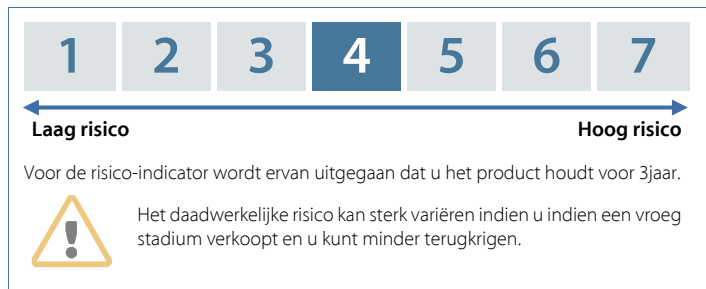 1 2 3 4 5 6 7
Laag risico Hoog risico
Voor de risico-indicator wordt ervan uitgegaan dat u het product houdt voor 3jaar.
Het daadwerkelijke risico kan sterk variëren indien u indien een vroeg
stadium verkoopt en u kunt minder terugkrigen.